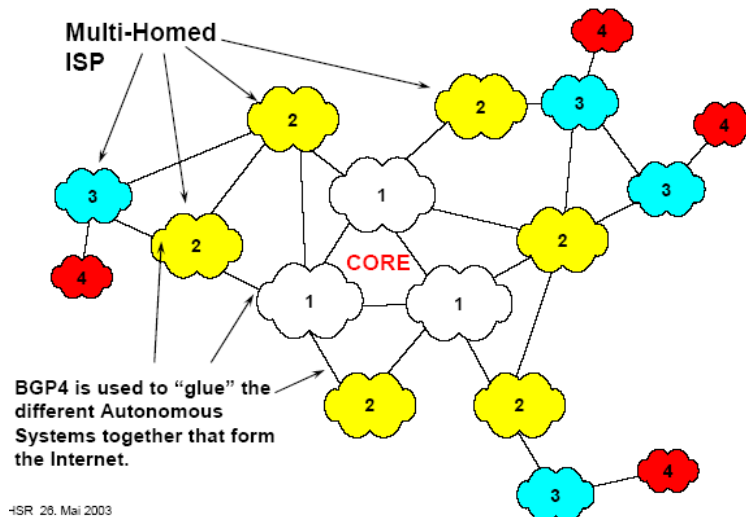 Multi-Homed
ISP
4
2
2
3
4
1
3
3
2
2
CORE
4
1
1
BGP4 is used to “glue” the
different Autonomous
Systems together that form
the Internet.
2
2
4
3
HSR 26. Mai 2003